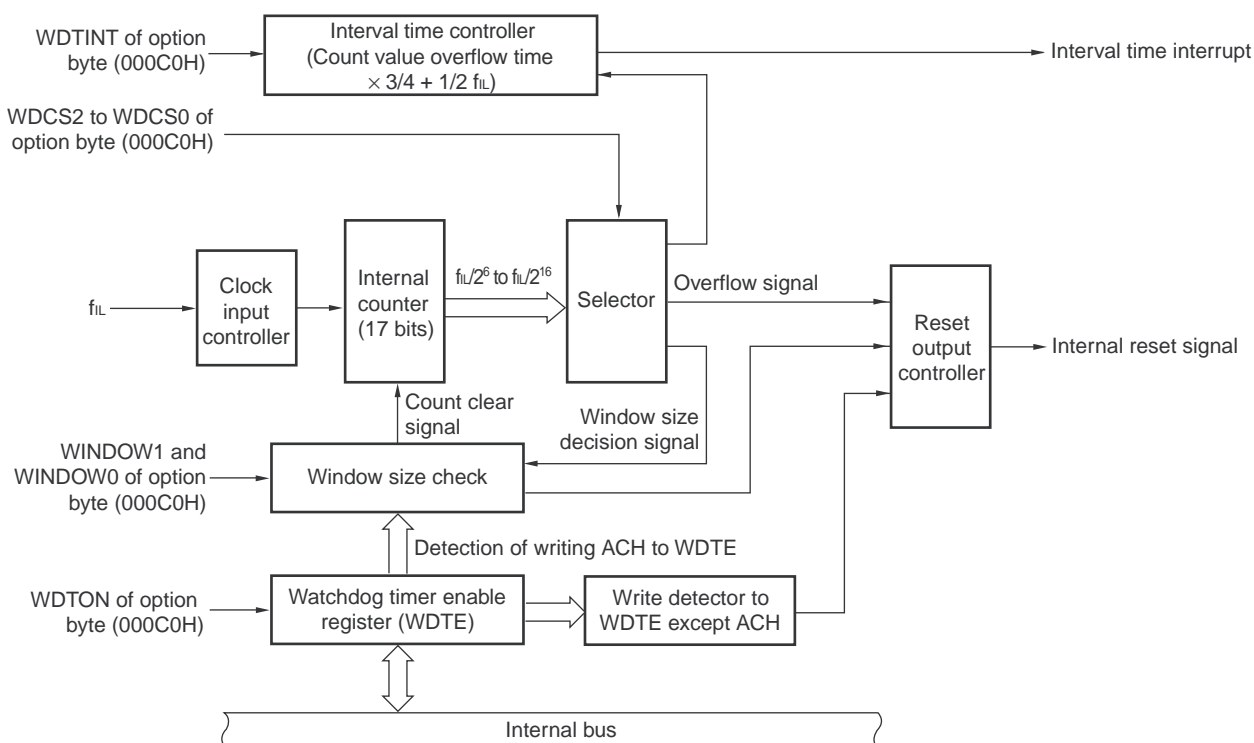 WDTINT of option
byte (000C0H)
Interval time controller
(Count value overflow time
× 3/4 + 1/2 fIL)
Interval time interrupt
WDCS2 to WDCS0 of
option byte (000C0H)
fIL
Clock
input
controller
Internal
counter
(17 bits)
fIL/2⁶ to fIL/2¹⁶
Selector
Overflow signal
Reset
output
controller
Internal reset signal
Count clear
signal
Window size
decision signal
WINDOW1 and
WINDOW0 of option
byte (000C0H)
Window size check
Detection of writing ACH to WDTE
WDTON of option
byte (000C0H)
Watchdog timer enable
register (WDTE)
Write detector to
WDTE except ACH
Internal bus